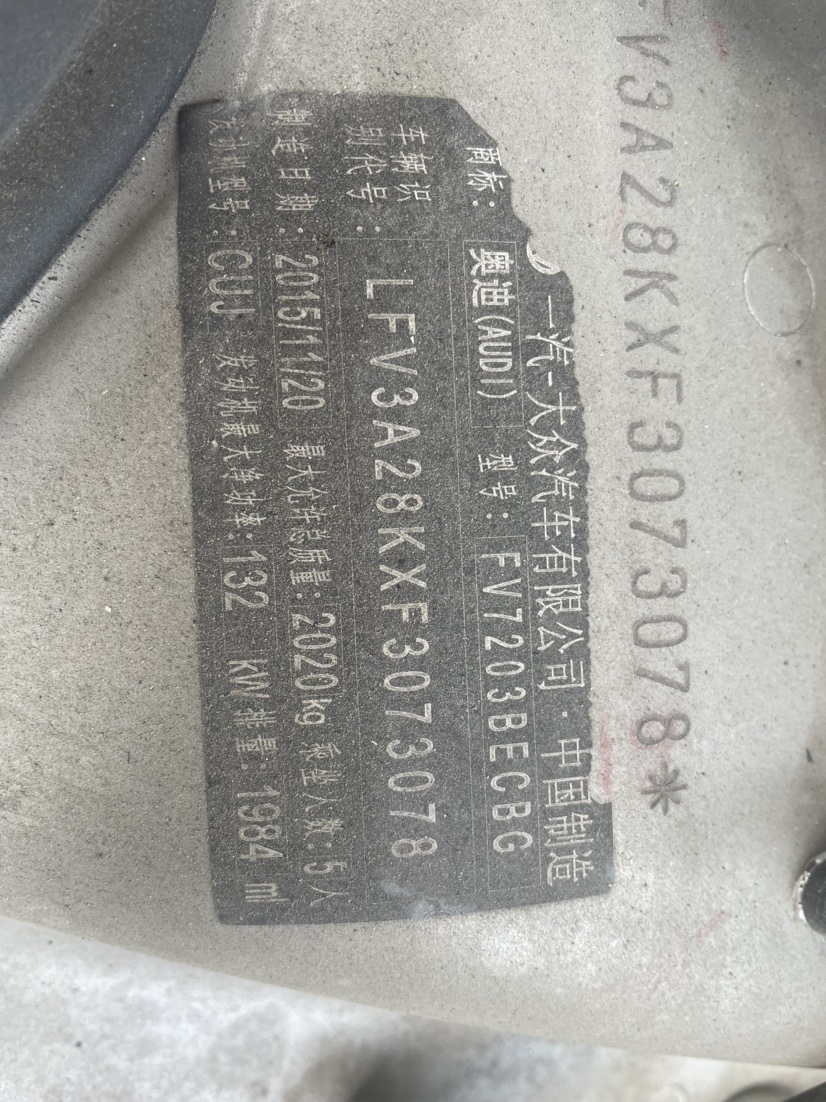 FV3A28KXF3073078*
一汽-大众汽车有限公司·中国制造
商标: 奥迪(AUDI) 型号: FV7203BECBG
车辆识别代号: LFV3A28KXF3073078
制造日期: 2015/11/20 最大允许总质量: 2020kg 乘坐人数: 5人
发动机型号: CUJ 发动机最大净功率: 132 kW 排量: 1984 ml